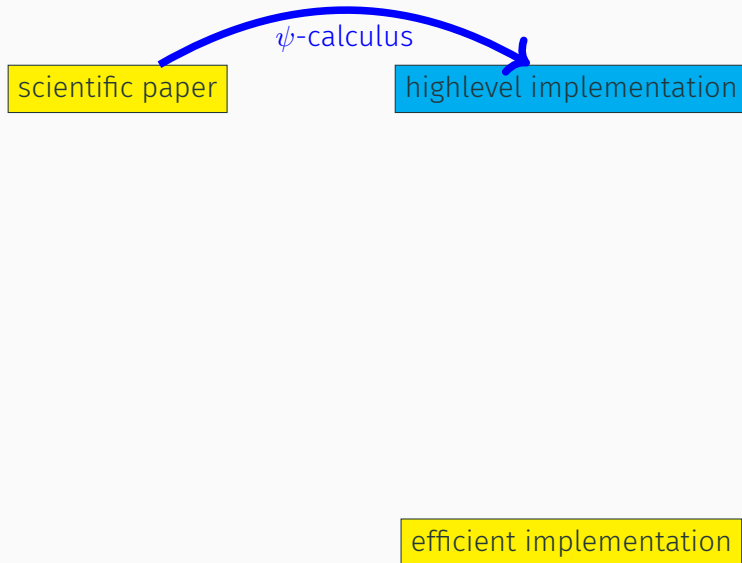 ψ-calculus
scientific paper
highlevel implementation
efficient implementation